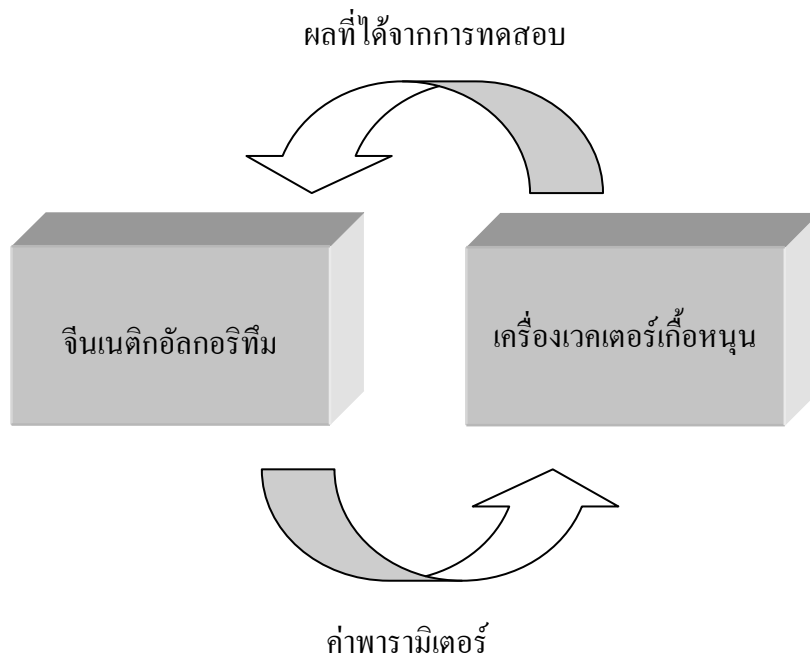 ผลที่ได้จากการทดสอบ
จีนเนติกอัลกอริทึม
เครื่องเวคเตอร์เกื้อหนุน
ค่าพารามิเตอร์